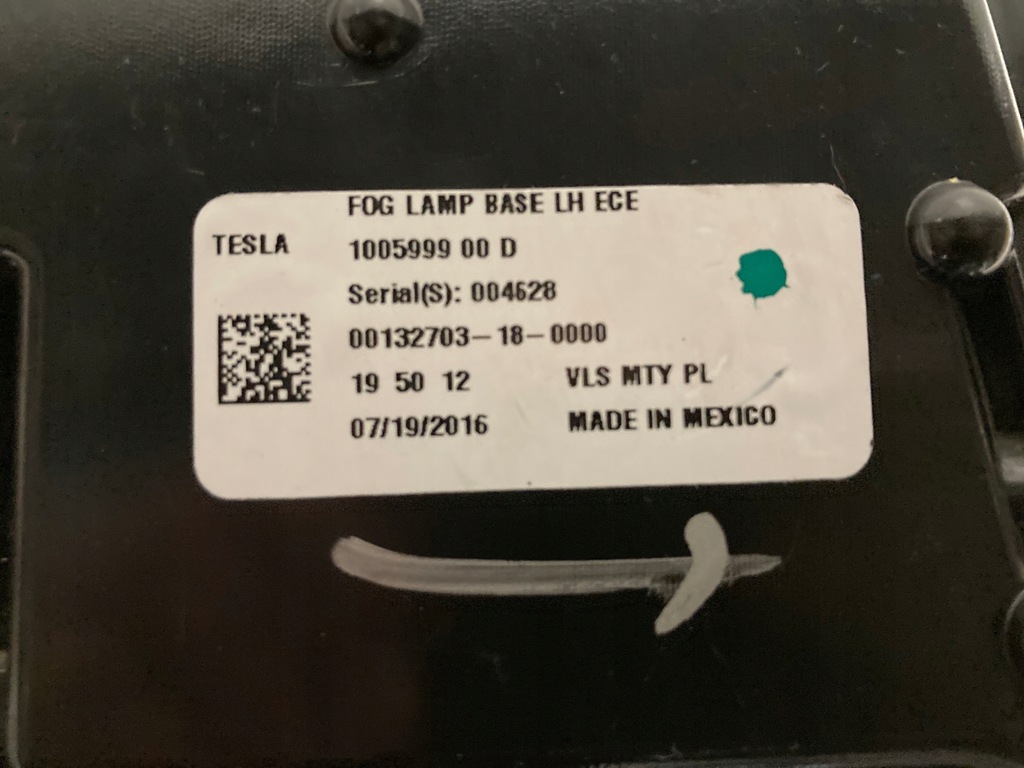 FOG LAMP BASE LH ECE
TESLA 1005999 00 D
Serial(S): 004628
00132703-18-0000
19 50 12 VLS MTY PL
07/19/2016 MADE IN MEXICO